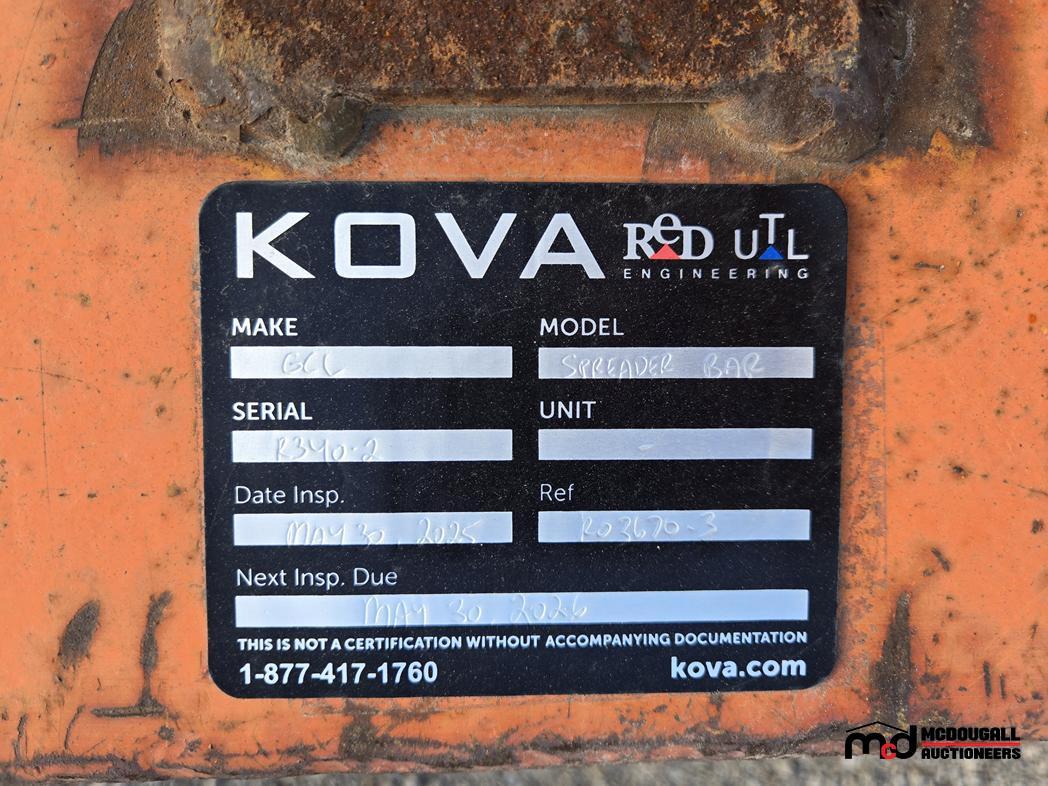 KOVA ReD UTL
ENGINEERING
MAKE MODEL
GCL SPREADER BAR
SERIAL UNIT
R340-2 -
Date Insp. Ref
MAY 30, 2025 RO3670-3
Next Insp. Due
MAY 30, 2026
THIS IS NOT A CERTIFICATION WITHOUT ACCOMPANYING DOCUMENTATION
1-877-417-1760 kova.com
mcd MCDOUGALL
AUCTIONEERS